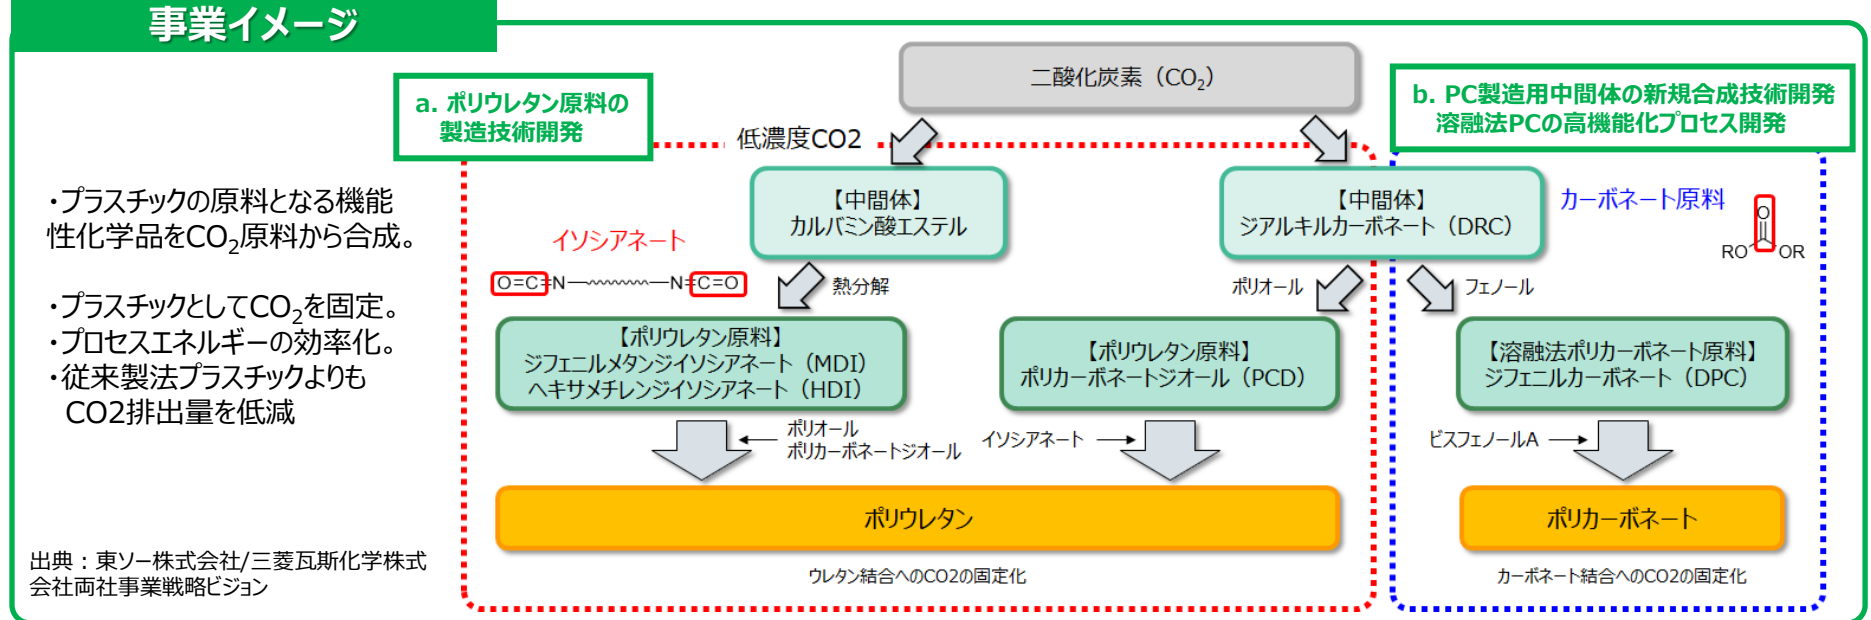 事業イメージ
・プラスチックの原料となる機能
性化学品をCO2原料から合成。
・プラスチックとしてCO2を固定。
・プロセスエネルギーの効率化。
・従来製法プラスチックよりも
CO2排出量を低減
出典：東ソー株式会社/三菱瓦斯化学株式
会社両社事業戦略ビジョン
a. ポリウレタン原料の
製造技術開発
二酸化炭素（CO2）
b. PC製造用中間体の新規合成技術開発
溶融法PCの高機能化プロセス開発
低濃度CO2
【中間体】
カルバミン酸エステル
【中間体】
ジアルキルカーボネート（DRC）
カーボネート原料
O
RO OR
イソシアネート
O=C=N N=C=O
熱分解
ポリオール
フェノール
【ポリウレタン原料】
ジフェニルメタンジイソシアネート（MDI）
ヘキサメチレンジイソシアネート（HDI）
【ポリウレタン原料】
ポリカーボネートジオール（PCD）
【溶融法ポリカーボネート原料】
ジフェニルカーボネート（DPC）
ポリオール
ポリカーボネートジオール
イソシアネート
ビスフェノールA
ポリウレタン
ポリカーボネート
ウレタン結合へのCO2の固定化
カーボネート結合へのCO2の固定化